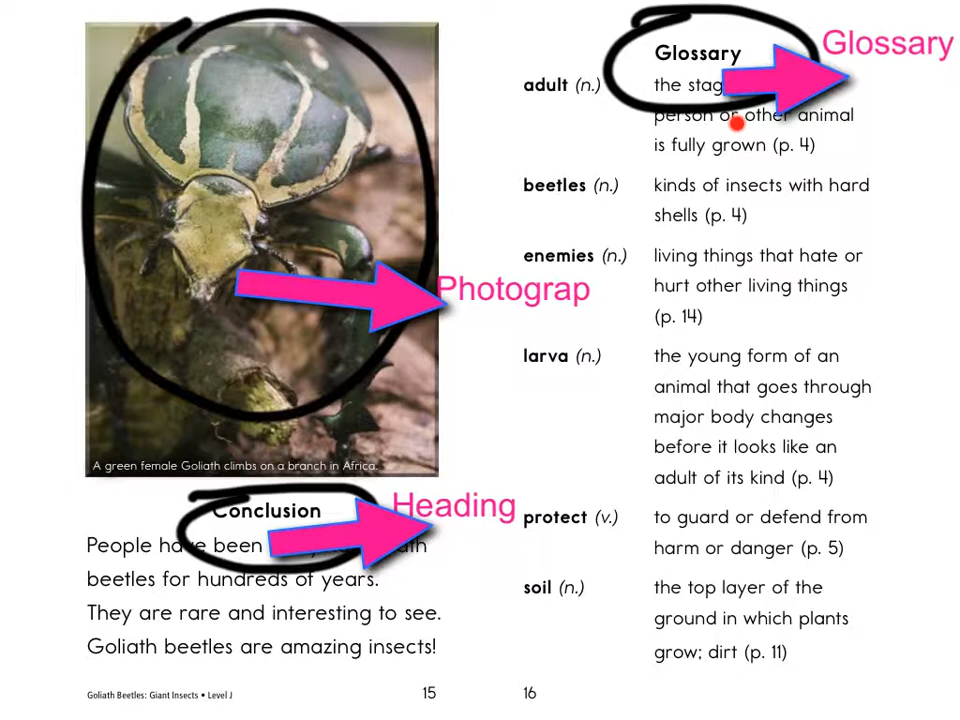 A green female Goliath climbs on a branch in Africa.
Photograp
Conclusion
Heading
People have been
beetles for hundreds of years.
They are rare and interesting to see.
Goliath beetles are amazing insects!
Goliath Beetles: Giant Insects • Level J
15
Glossary
Glossary
adult (n.) the stag
person or other animal
is fully grown (p. 4)
beetles (n.) kinds of insects with hard
shells (p. 4)
enemies (n.) living things that hate or
hurt other living things
(p. 14)
larva (n.) the young form of an
animal that goes through
major body changes
before it looks like an
adult of its kind (p. 4)
protect (v.) to guard or defend from
harm or danger (p. 5)
soil (n.) the top layer of the
ground in which plants
grow; dirt (p. 11)
16